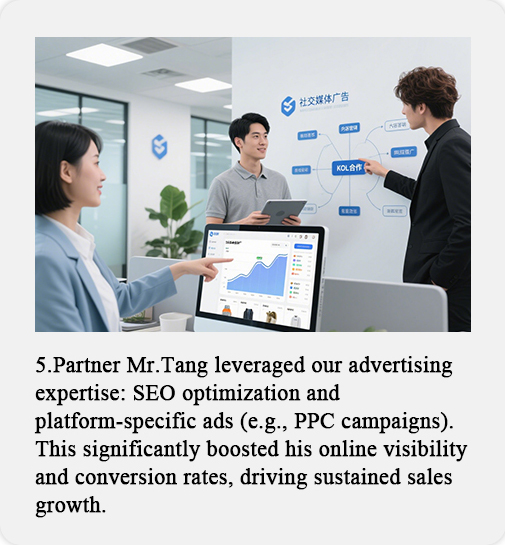 社交媒体广告
KOL合作
5.Partner Mr.Tang leveraged our advertising
expertise: SEO optimization and
platform-specific ads (e.g., PPC campaigns).
This significantly boosted his online visibility
and conversion rates, driving sustained sales
growth.